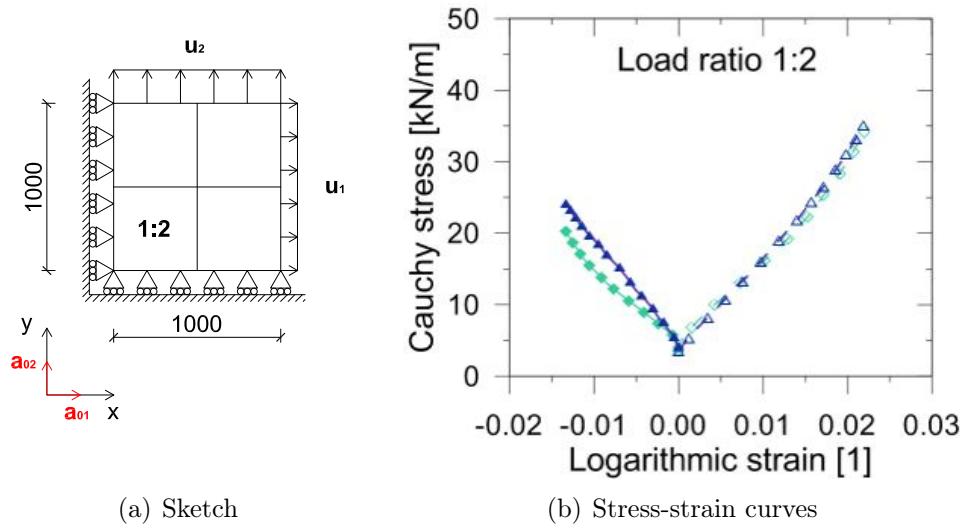 u₂
1000
u₁
1:2
1000
y
a₀₂
a₀₁
x
(a) Sketch
Load ratio 1:2
Cauchy stress [kN/m]
50
40
30
20
10
0
-0.02 -0.01 0.00 0.01 0.02 0.03
Logarithmic strain [1]
(b) Stress-strain curves